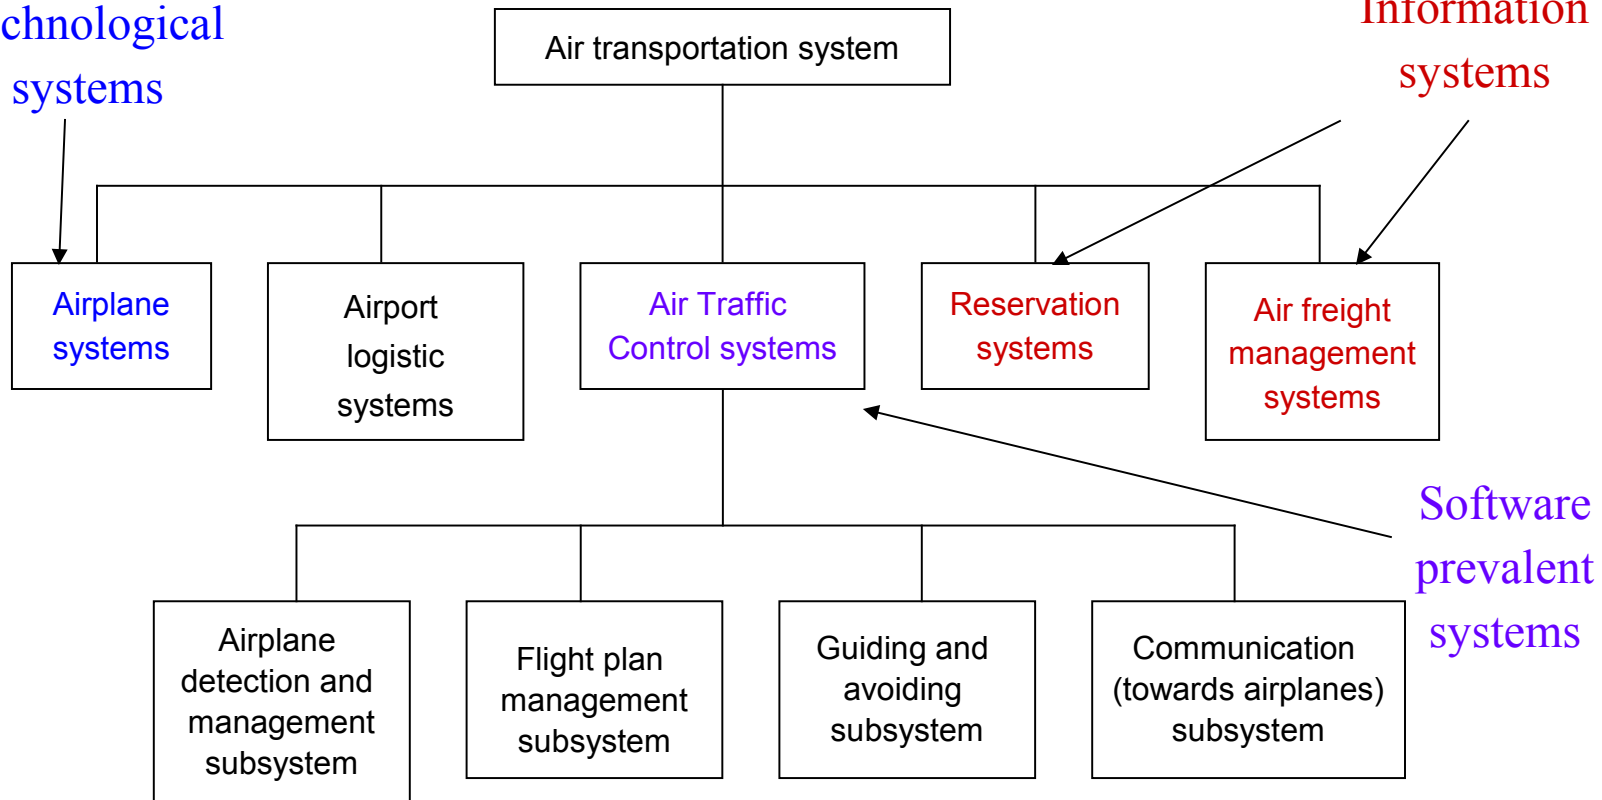 chnological
systems
Air transportation system
Information
systems
Airplane
systems
Airport
logistic
systems
Air Traffic
Control systems
Reservation
systems
Air freight
management
systems
Software
prevalent
systems
Airplane
detection and
management
subsystem
Flight plan
management
subsystem
Guiding and
avoiding
subsystem
Communication
(towards airplanes)
subsystem